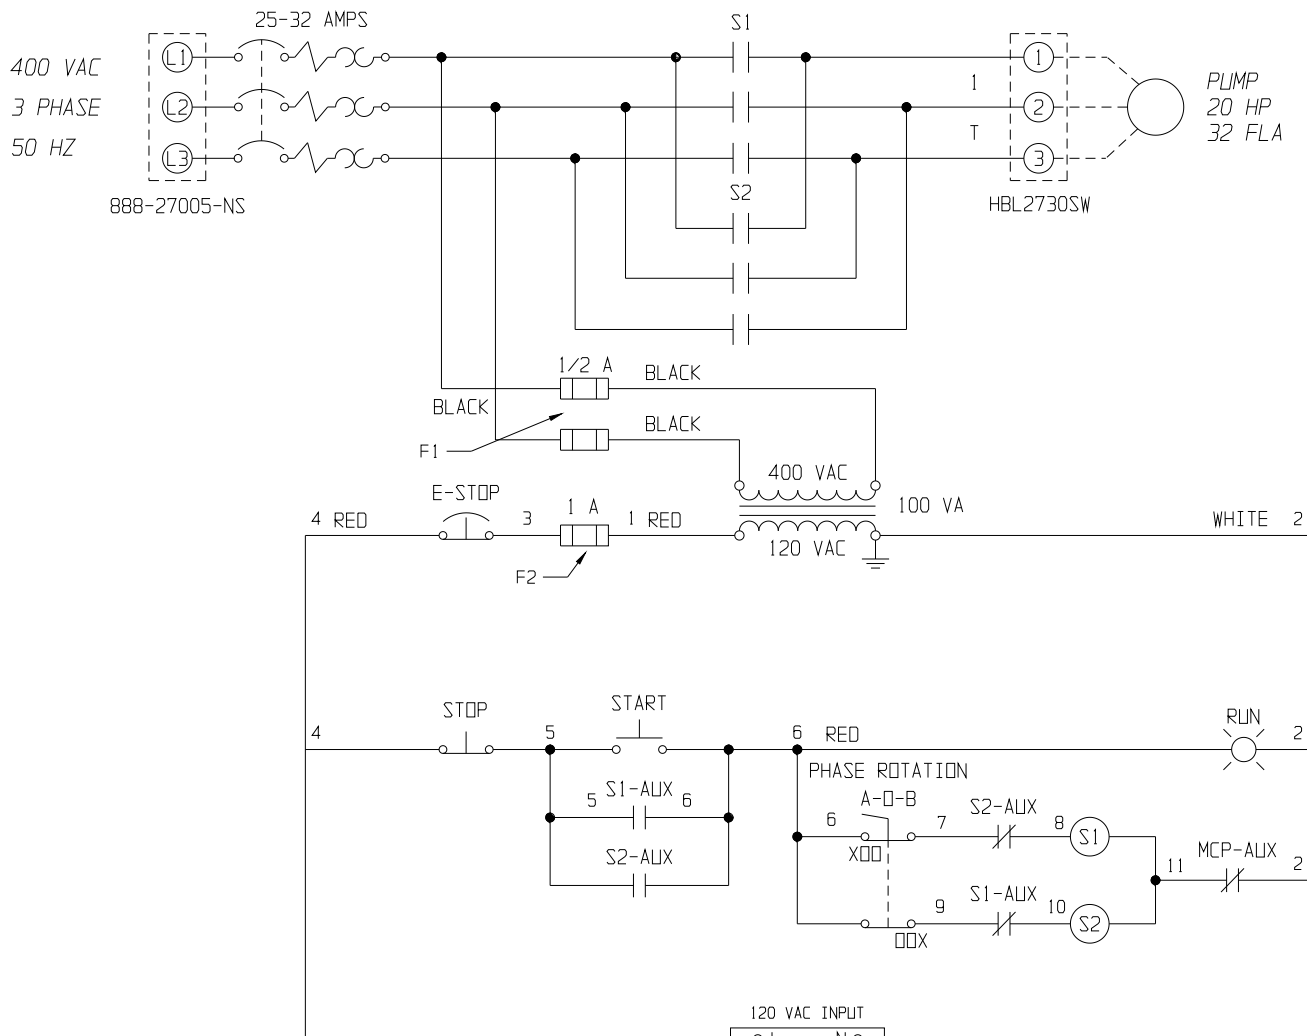 25-32 AMPS
S1
400 VAC
L1
1
PUMP
3 PHASE
L2
1
2
20 HP
T
32 FLA
50 HZ
L3
3
888-27005-NS
S2
HBL2730SW
1/2 A
BLACK
BLACK
BLACK
F1
400 VAC
E-STOP
100 VA
4 RED
3
1 A
1 RED
WHITE 2
120 VAC
F2
STOP
START
RUN
4
5
6 RED
2
PHASE ROTATION
S1-AUX
A-O-B
S2-AUX
5
6
6
7
8
S1
MCP-AUX
S2-AUX
XOO
11
2
S1-AUX
9
10
S2
OOX
120 VAC INPUT
N